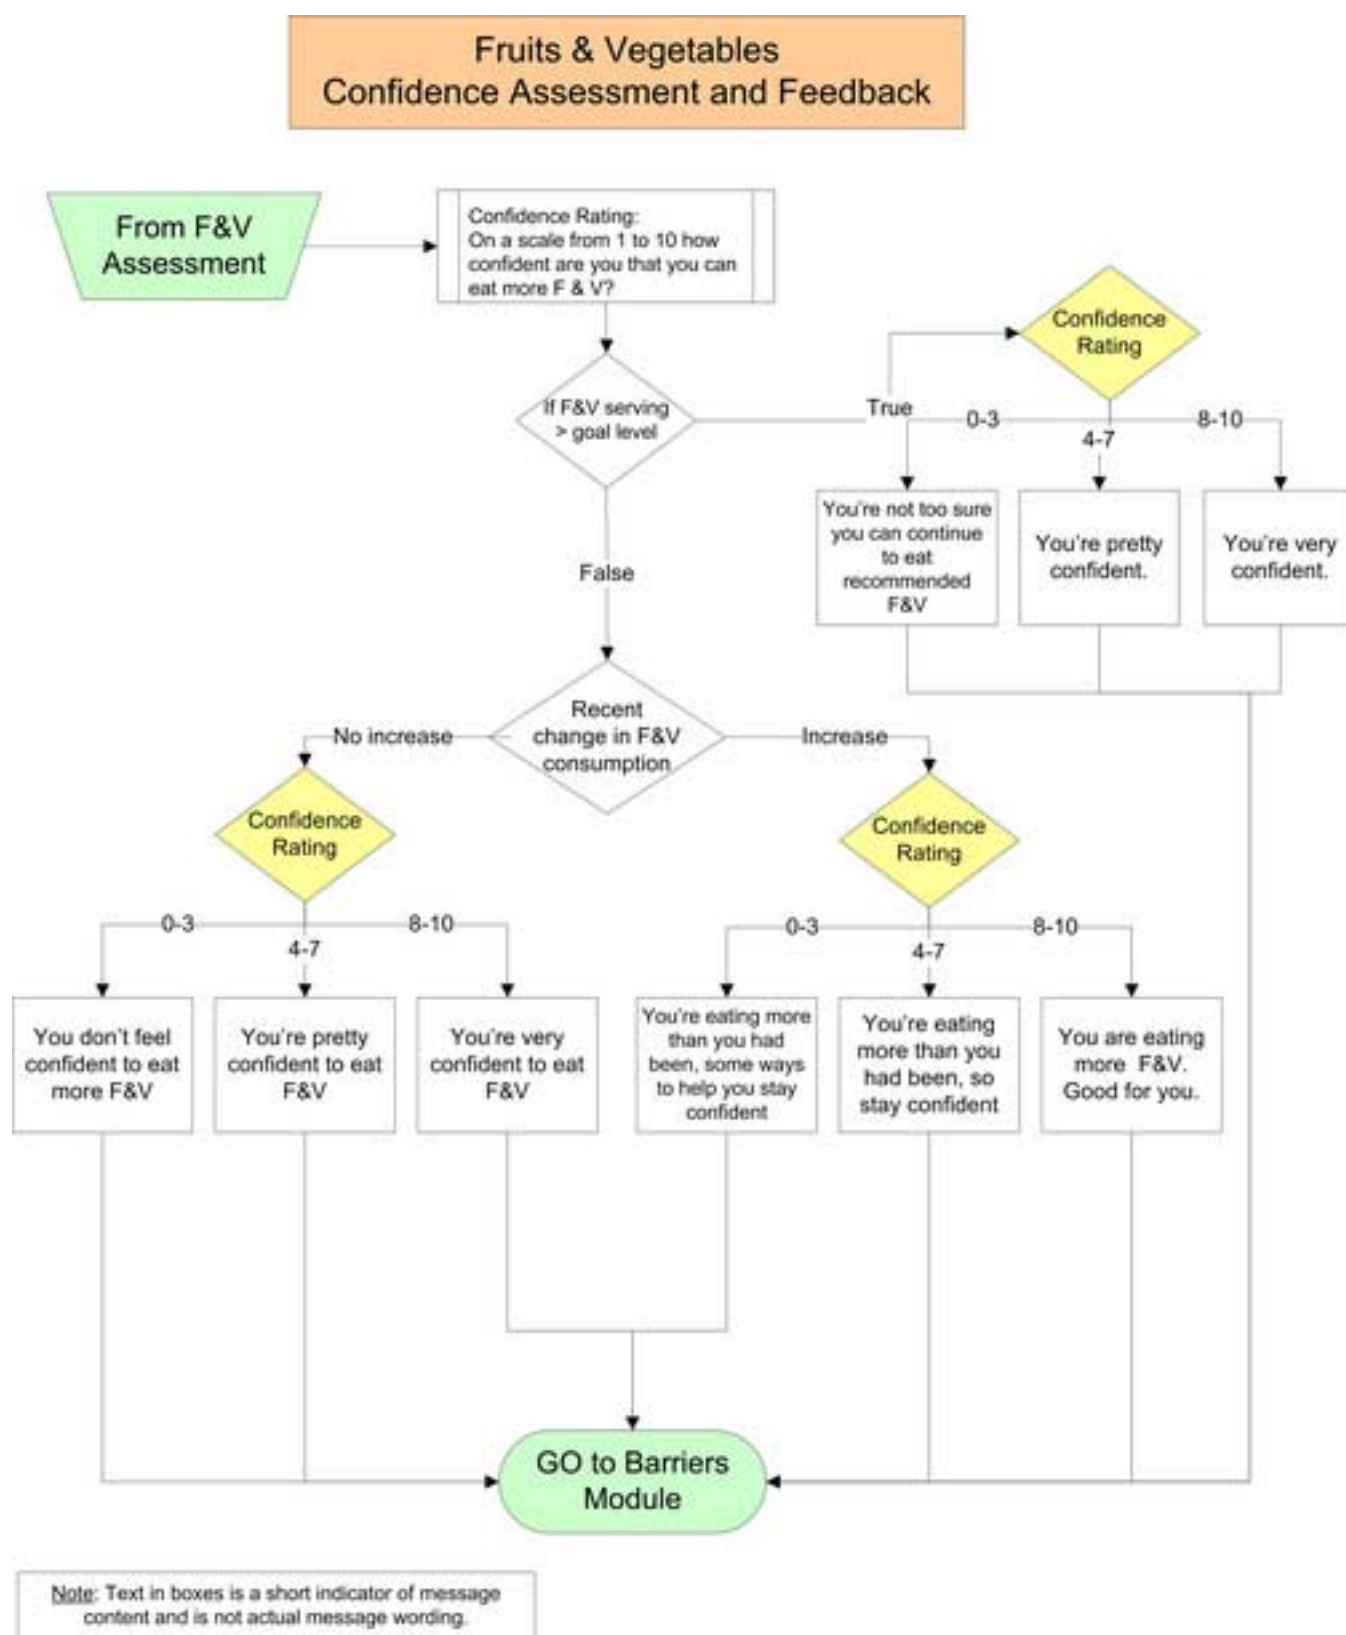 Fruits & Vegetables
Confidence Assessment and Feedback
From F&V
Assessment
Confidence Rating:
On a scale from 1 to 10 how
confident are you that you can
eat more F & V?
Confidence
Rating
If F&V serving
> goal level
True
0-3
4-7
8-10
You're not too sure
you can continue
to eat
recommended
F&V
You're pretty
confident.
You're very
confident.
False
Recent
change in F&V
consumption
No increase
Increase
Confidence
Rating
Confidence
Rating
0-3
4-7
8-10
0-3
4-7
8-10
You don't feel
confident to eat
more F&V
You're pretty
confident to eat
F&V
You're very
confident to eat
F&V
You're eating more
than you had
been, some ways
to help you stay
confident
You're eating
more than you
had been, so
stay confident
You are eating
more F&V.
Good for you.
GO to Barriers
Module
Note: Text in boxes is a short indicator of message
content and is not actual message wording.